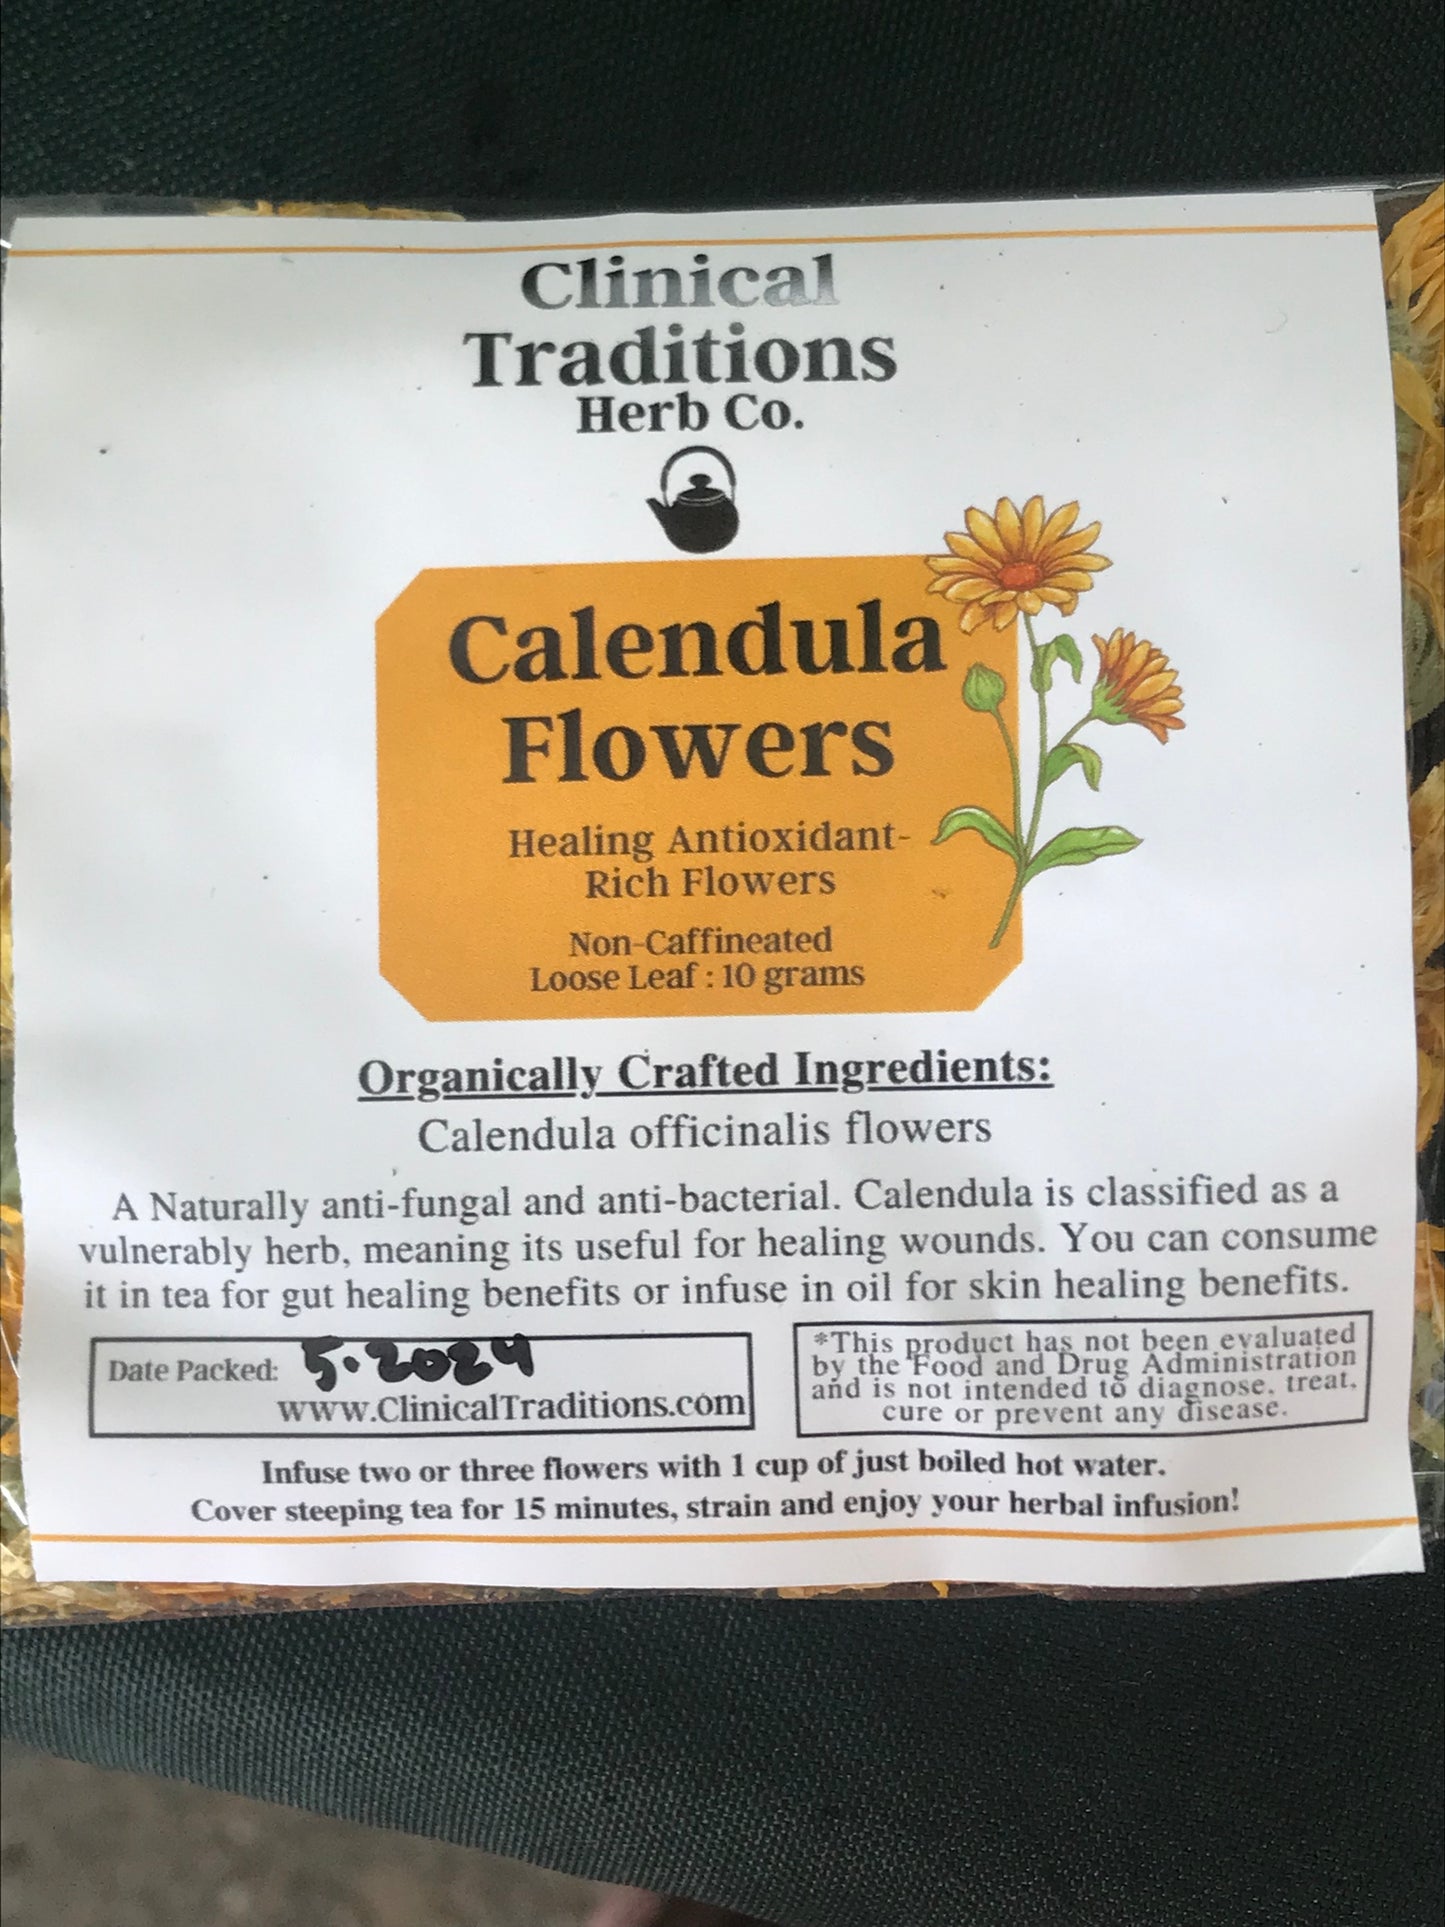 Clinical
Traditions
Herb Co.
Calendula
Flowers
Healing Antioxidant-
Rich Flowers
Non-Caffineated
Loose Leaf : 10 grams
Organically Crafted Ingredients:
Calendula officinalis flowers
A Naturally anti-fungal and anti-bacterial. Calendula is classified as a
vulnerably herb, meaning its useful for healing wounds. You can consume
it in tea for gut healing benefits or infuse in oil for skin healing benefits.
Date Packed: 5.2024
www.ClinicalTraditions.com
*This product has not been evaluated
by the Food and Drug Administration
and is not intended to diagnose, treat,
cure or prevent any disease.
Infuse two or three flowers with 1 cup of just boiled hot water.
Cover steeping tea for 15 minutes, strain and enjoy your herbal infusion!